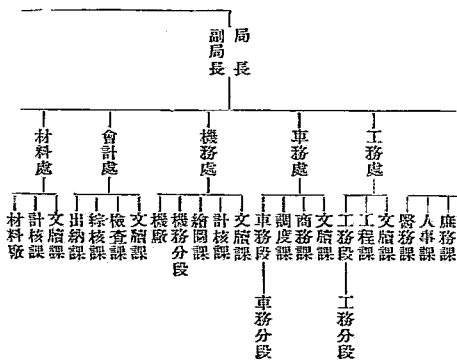 局長
副局長
工務處
車務處
機務處
會計處
材料處
庶務課
人事課
醫務課
文牘課
工程課
工務段
工務分段
文牘課
商務課
調度課
車務段
車務分段
文牘課
計核課
繪圖課
機務分段
機廠
文牘課
檢查課
綜核課
出納課
文牘課
計核課
材料廠